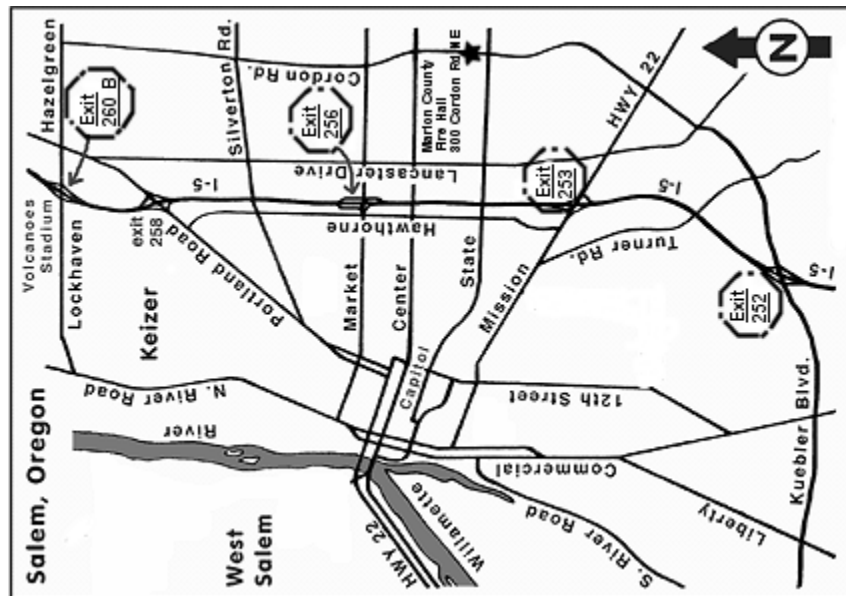 Salem, Oregon
West
Salem
Keizer
Volcanoes
Stadium
Lockhaven
Hazelgreen
Exit
260 B
exit
258
Portland Road
Silverton Rd.
Cordon Rd.
Exit
256
I-5
Lancaster Drive
Hawthorne
Market
Center
State
Marion County
Fire Hall
300 Cordon Rd NE
N
HWY 22
Exit
253
I-5
Turner Rd.
Mission
Capitol
12th Street
Exit
252
I-5
Kuebler Blvd.
N. River Road
River
Willamette
HWY 22
Commercial
S. River Road
Liberty